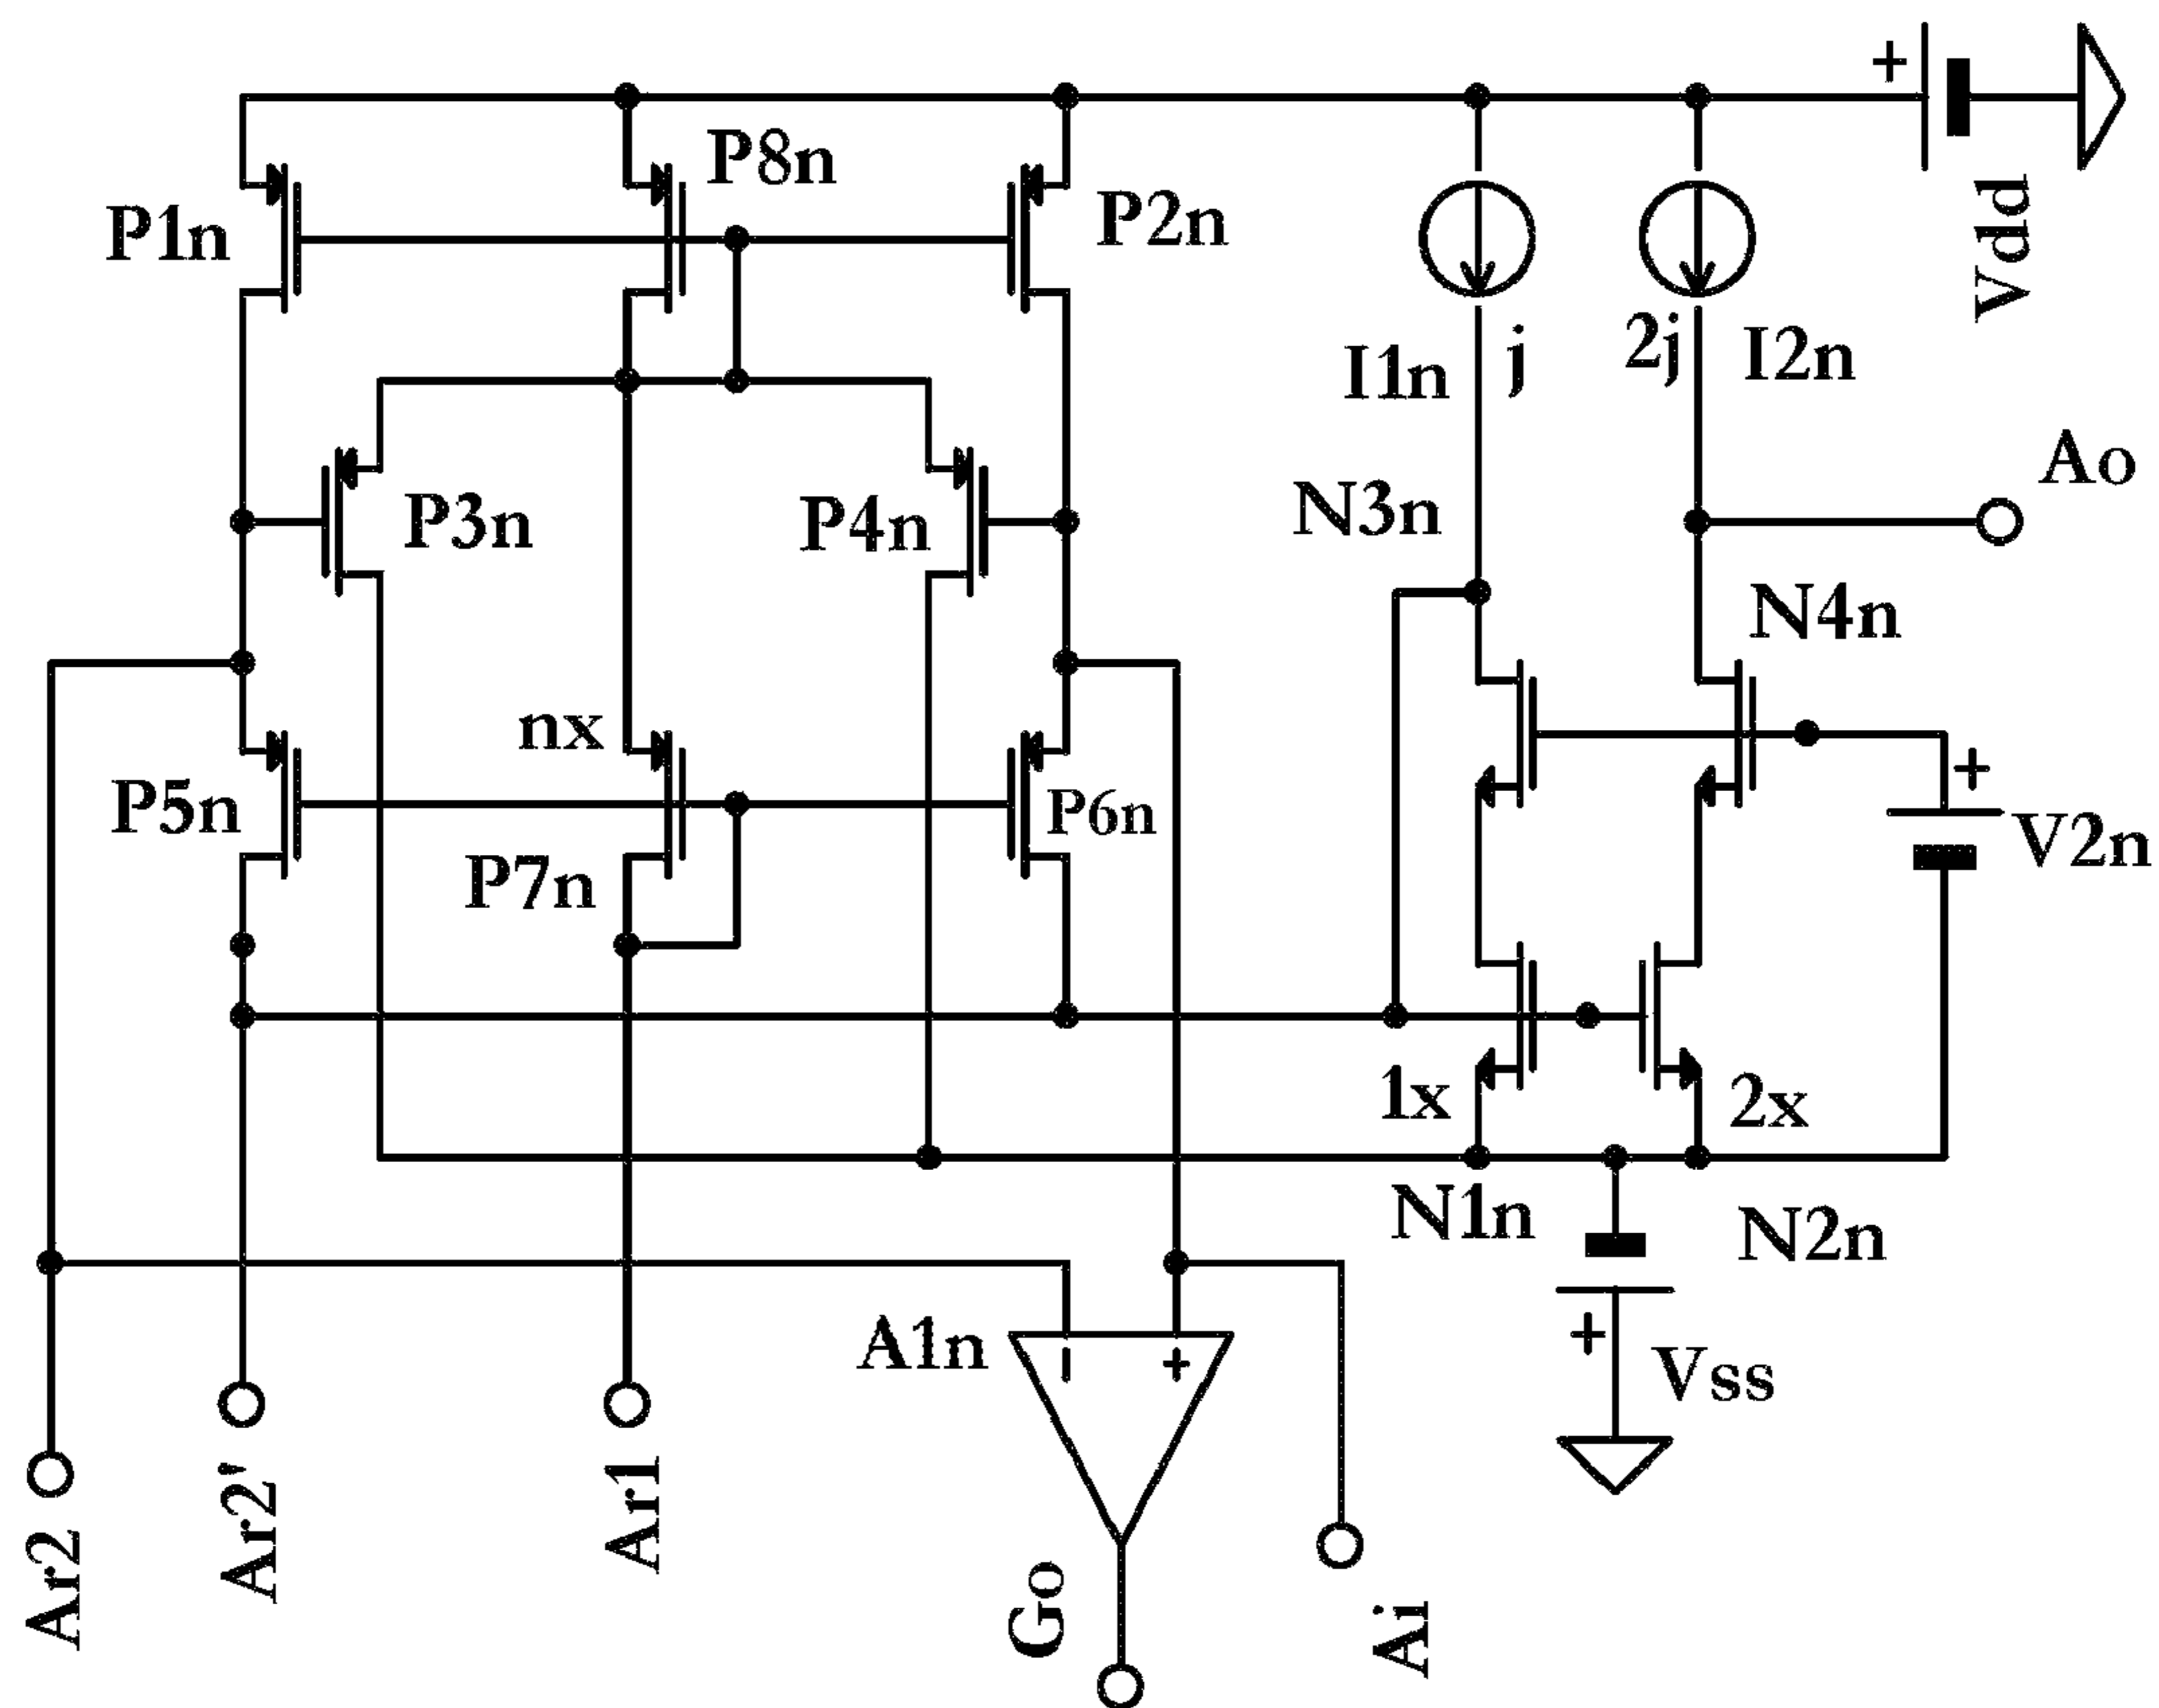 +
P8n
P1n
P2n
Vdd
I1n
j
2j
I2n
Ao
N3n
P3n
P4n
N4n
nx
P5n
P6n
P7n
+
V2n
1x
2x
N1n
N2n
A1n
-
+
+
Vss
Ar2
Ar2'
Ar1
Go
Ai